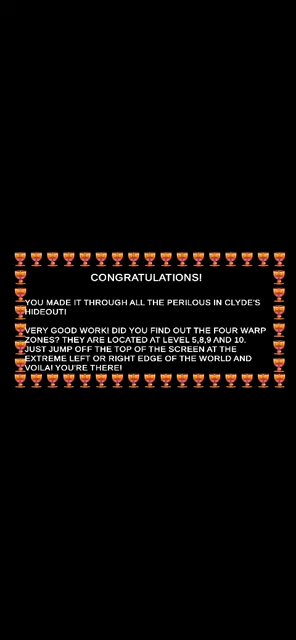 CONGRATULATIONS!
YOU MADE IT THROUGH ALL THE PERILOUS IN CLYDE'S
HIDEOUT!
VERY GOOD WORK! DID YOU FIND OUT THE FOUR WARP
ZONES? THEY ARE LOCATED AT LEVEL 5,8,9 AND 10.
JUST JUMP OFF THE TOP OF THE SCREEN AT THE
EXTREME LEFT OR RIGHT EDGE OF THE WORLD AND
VOILA! YOU'RE THERE!